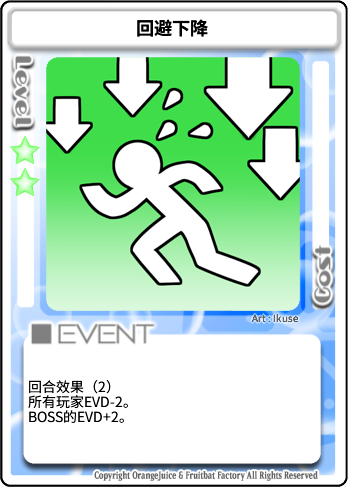 回避下降
Level
Cost
Art : Ikuse
EVENT
回合效果（2）
所有玩家EVD-2。
BOSS的EVD+2。
Copyright OrangeJuice & Fruitbat Factory All Rights Reserved